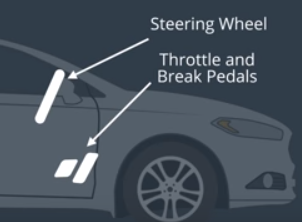 Steering Wheel
Throttle and
Break Pedals